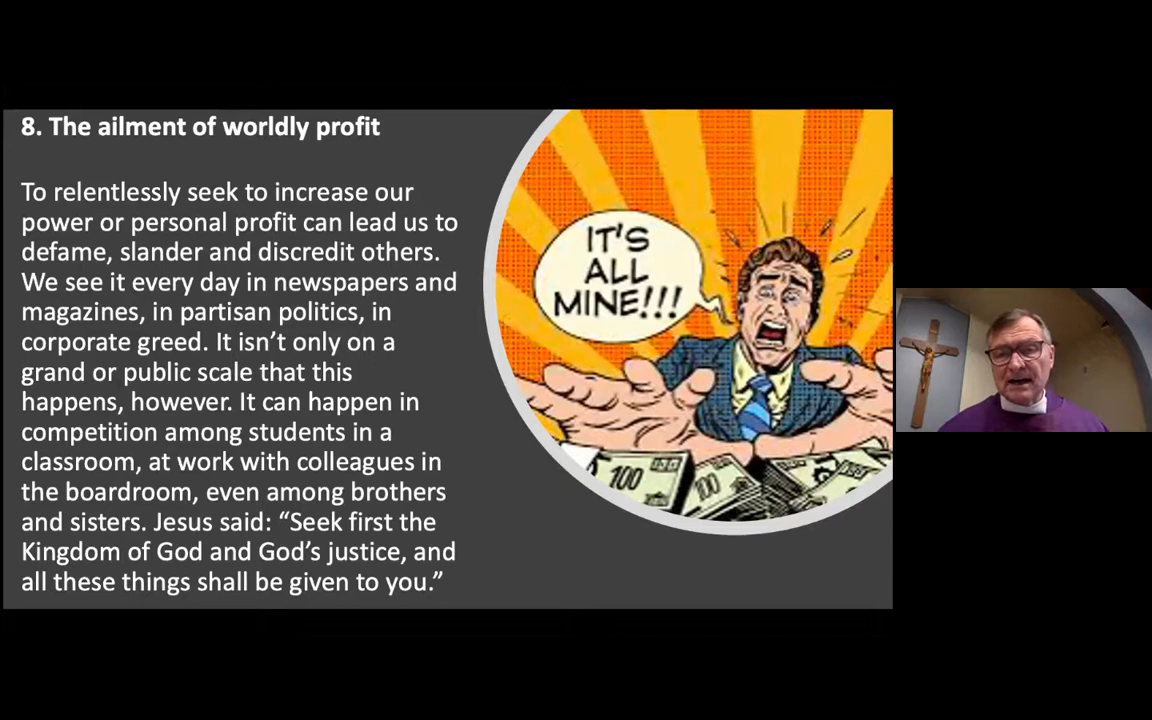 8. The ailment of worldly profit
To relentlessly seek to increase our
power or personal profit can lead us to
defame, slander and discredit others.
We see it every day in newspapers and
magazines, in partisan politics, in
corporate greed. It isn’t only on a
grand or public scale that this
happens, however. It can happen in
competition among students in a
classroom, at work with colleagues in
the boardroom, even among brothers
and sisters. Jesus said: “Seek first the
Kingdom of God and God’s justice, and
all these things shall be given to you.”
IT'S
ALL
MINE!!!
100
100